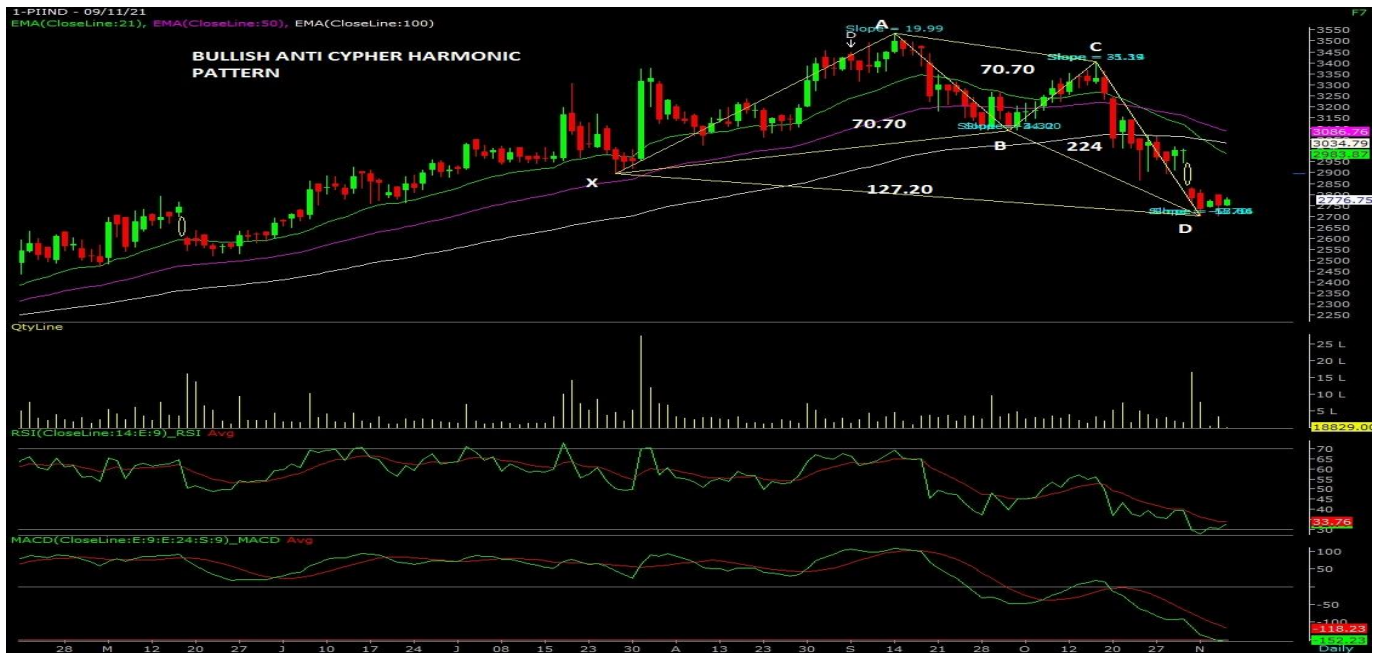 1-PIIND - 09/11/21
F7
EMA(CloseLine:21), EMA(CloseLine:50), EMA(CloseLine:100)
BULLISH ANTI CYPHER HARMONIC
PATTERN
A
Slope = 19.99
D
C
70.70
70.70
B
224
X
127.20
D
3550
3500
3450
3400
3350
3300
3250
3200
3150
3086.76
3034.79
2983.87
2950
2900
2850
2776.75
2750
2700
2650
2600
2550
2500
2450
2400
2350
2300
2250
QtyLine
25 L
20 L
15 L
10 L
5 L
18829.00
RSI(CloseLine:14:E:9)_RSI Avg
70
65
60
55
50
45
40
33.76
30
MACD(CloseLine:E:9:E:24:S:9)_MACD Avg
100
50
-50
-100
-118.23
-152.23
28 M 12 20 27 J 10 17 24 J 08 15 23 30 A 13 23 30 S 14 21 28 O 12 20 27 N Daily